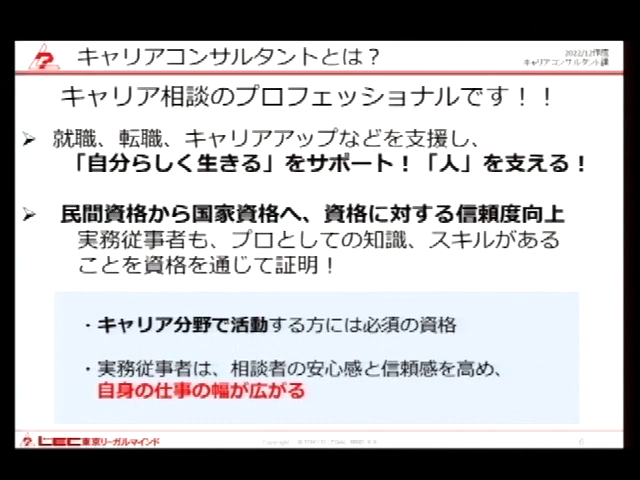 キャリアコンサルタントとは？
2022/12作成
キャリアコンサルタント課
キャリア相談のプロフェッショナルです！！
➢ 就職、転職、キャリアアップなどを支援し、
「自分らしく生きる」をサポート！「人」を支える！
➢ 民間資格から国家資格へ、資格に対する信頼度向上
実務従事者も、プロとしての知識、スキルがある
ことを資格を通じて証明！
・キャリア分野で活動する方には必須の資格
・実務従事者は、相談者の安心感と信頼感を高め、
自身の仕事の幅が広がる
LEC東京リーガルマインド
Copyright
6